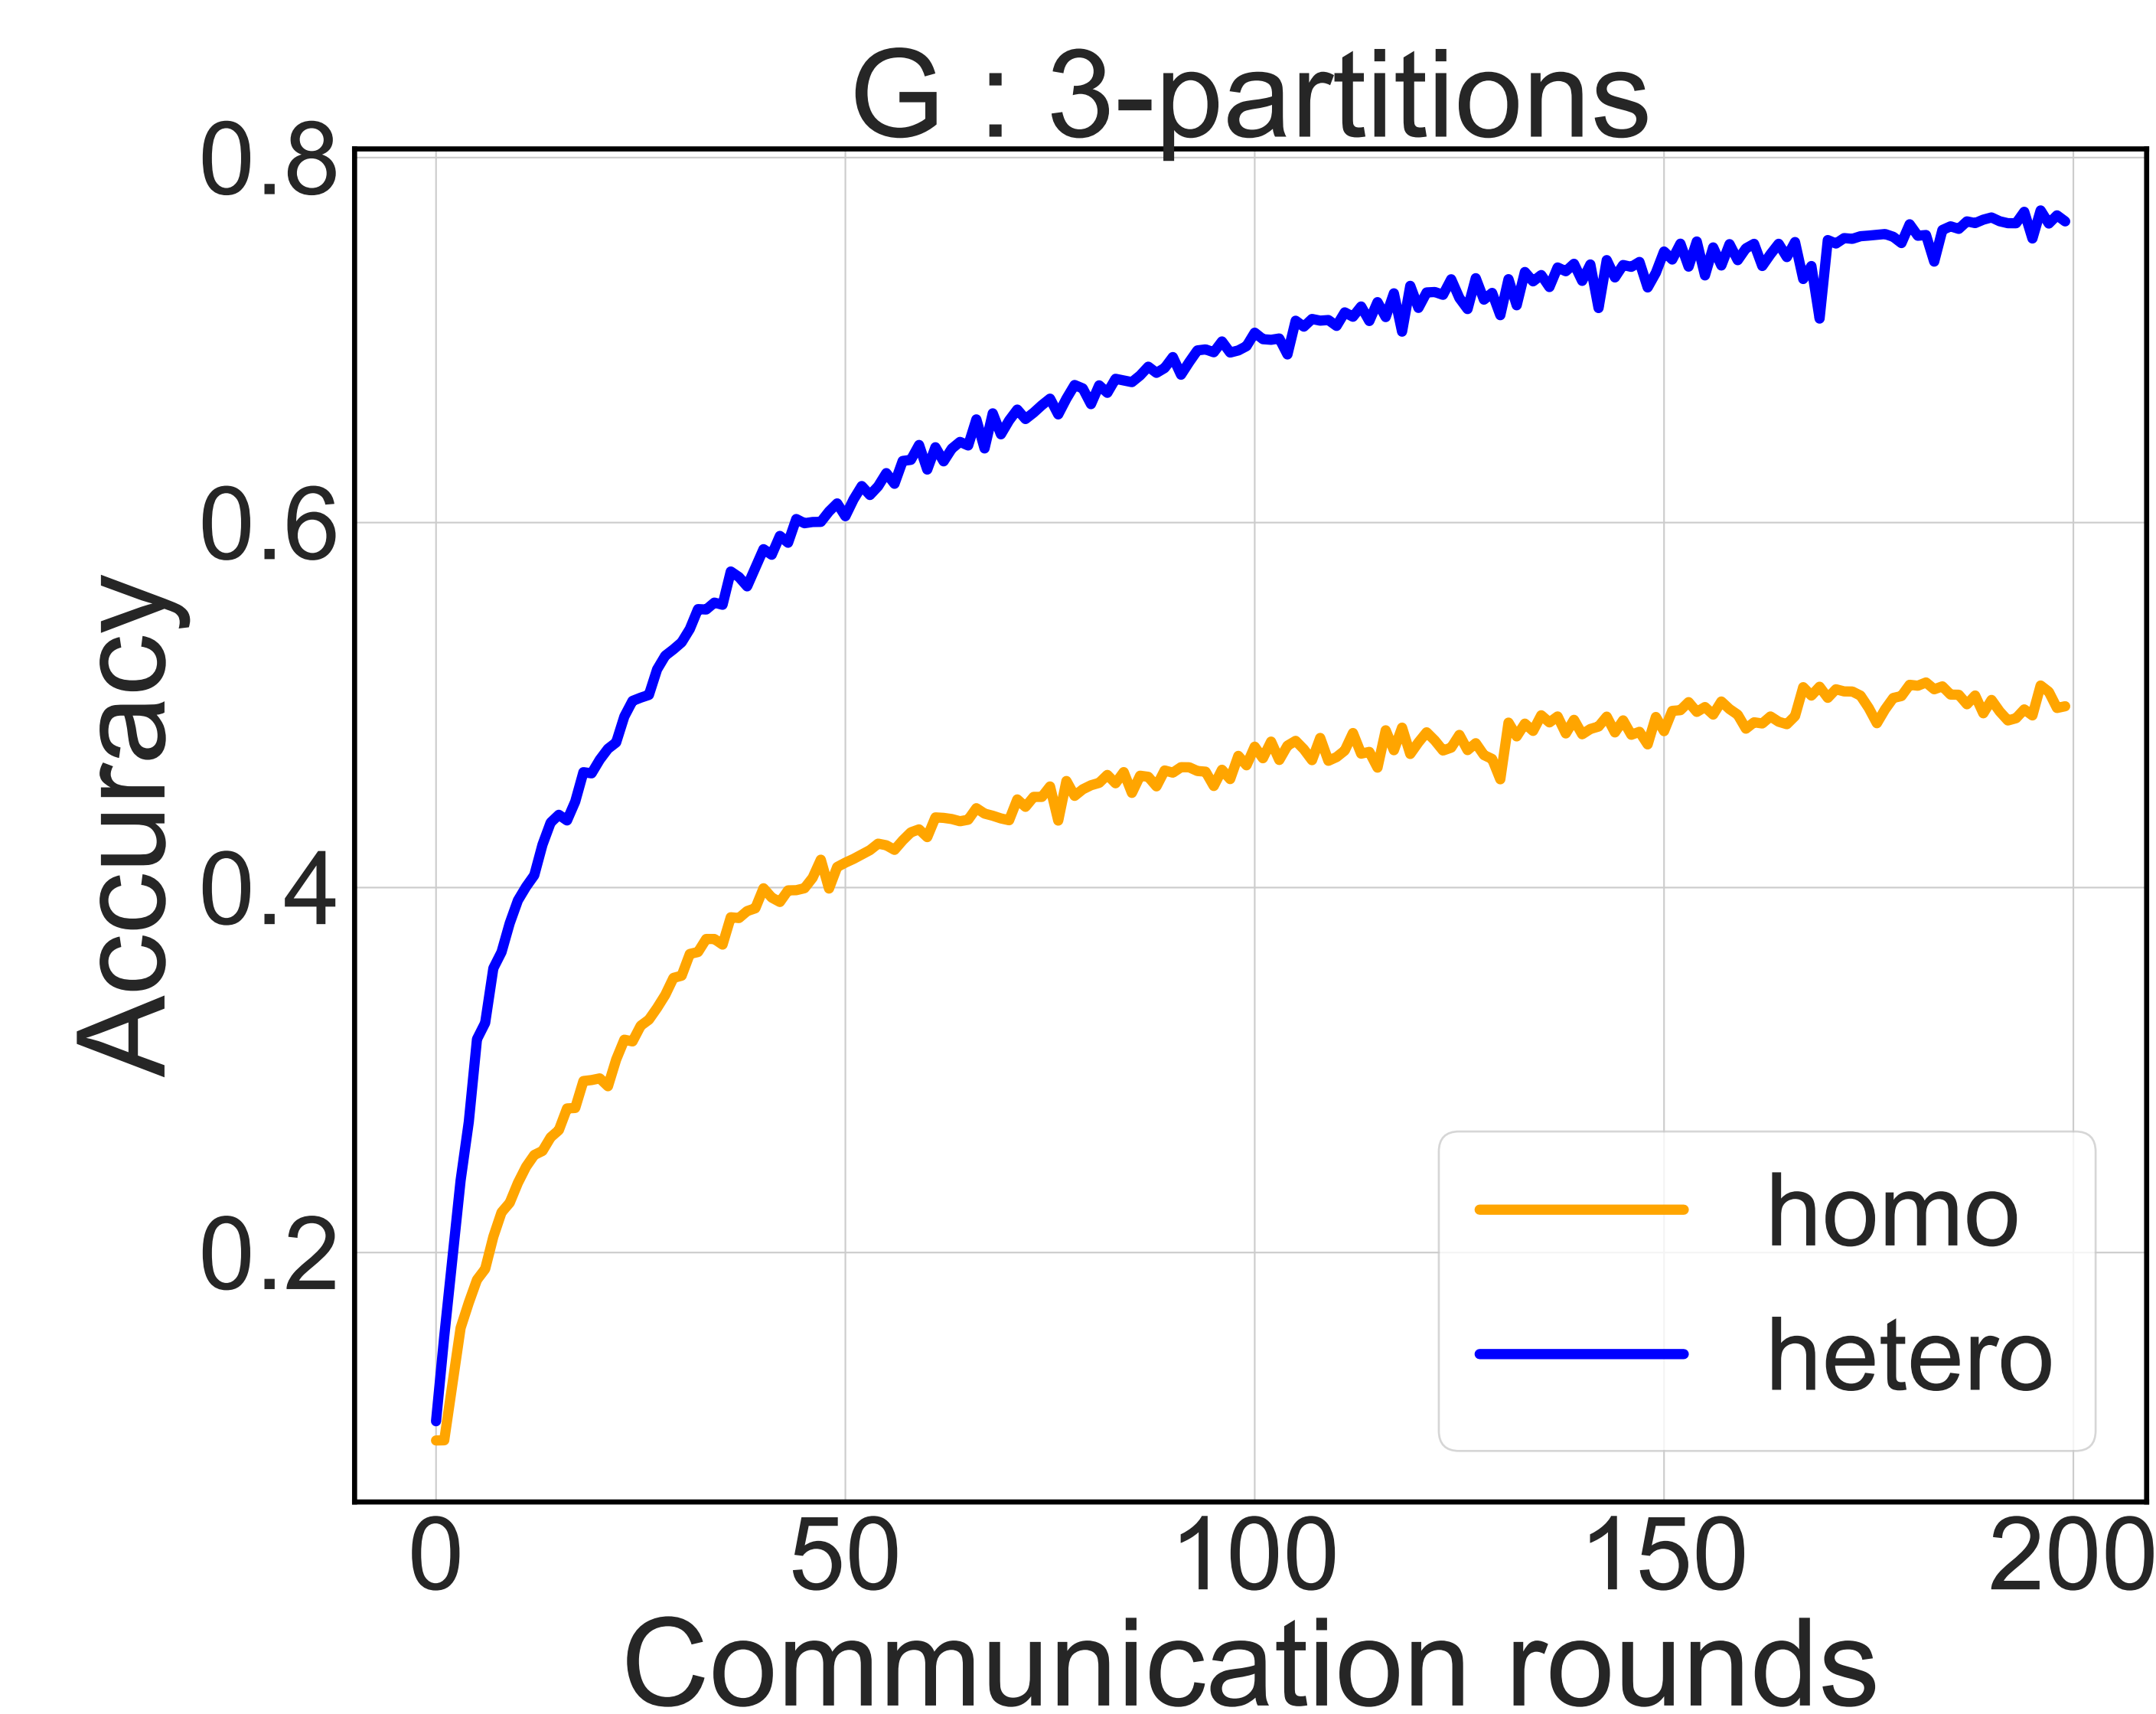 G : 3-partitions
0.8
0.6
0.4
0.2
Accuracy
homo
hetero
0 50 100 150 200
Communication rounds